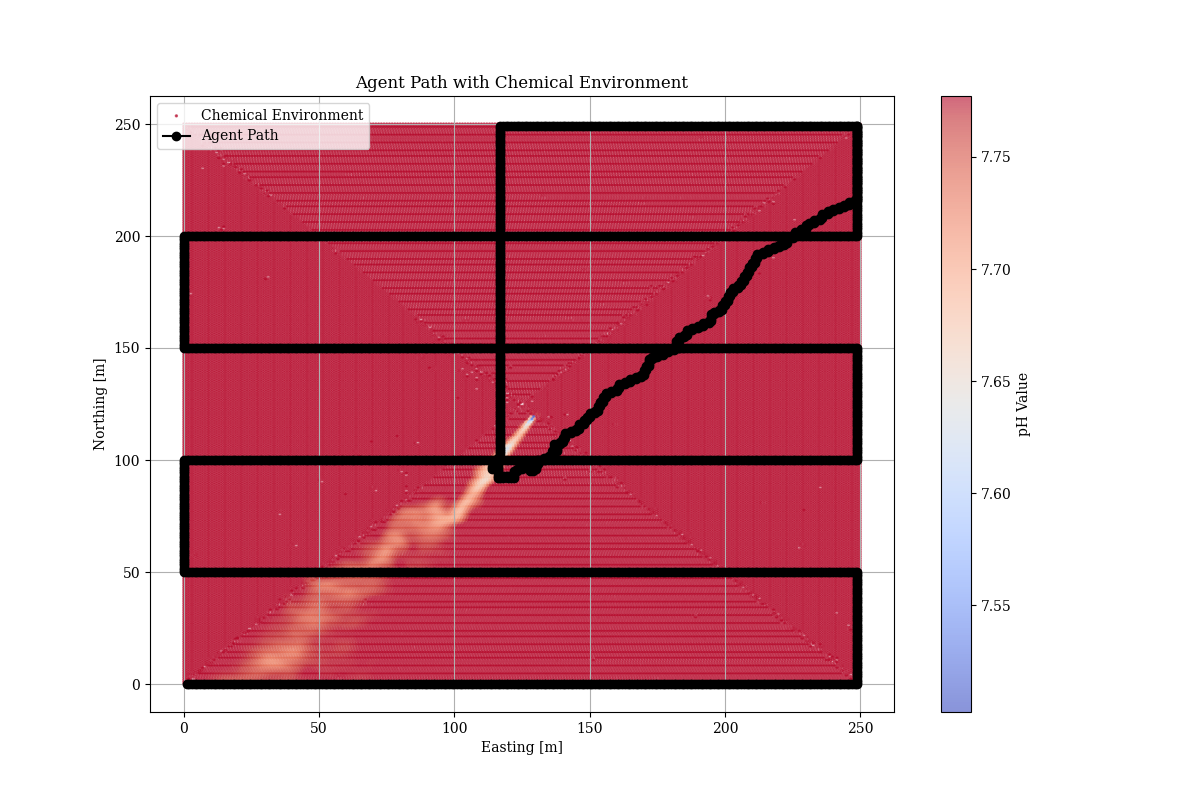 Agent Path with Chemical Environment
Chemical Environment
Agent Path
250
200
150
100
50
0
Northing [m]
0
50
100
150
200
250
Easting [m]
7.75
7.70
7.65
7.60
7.55
pH Value